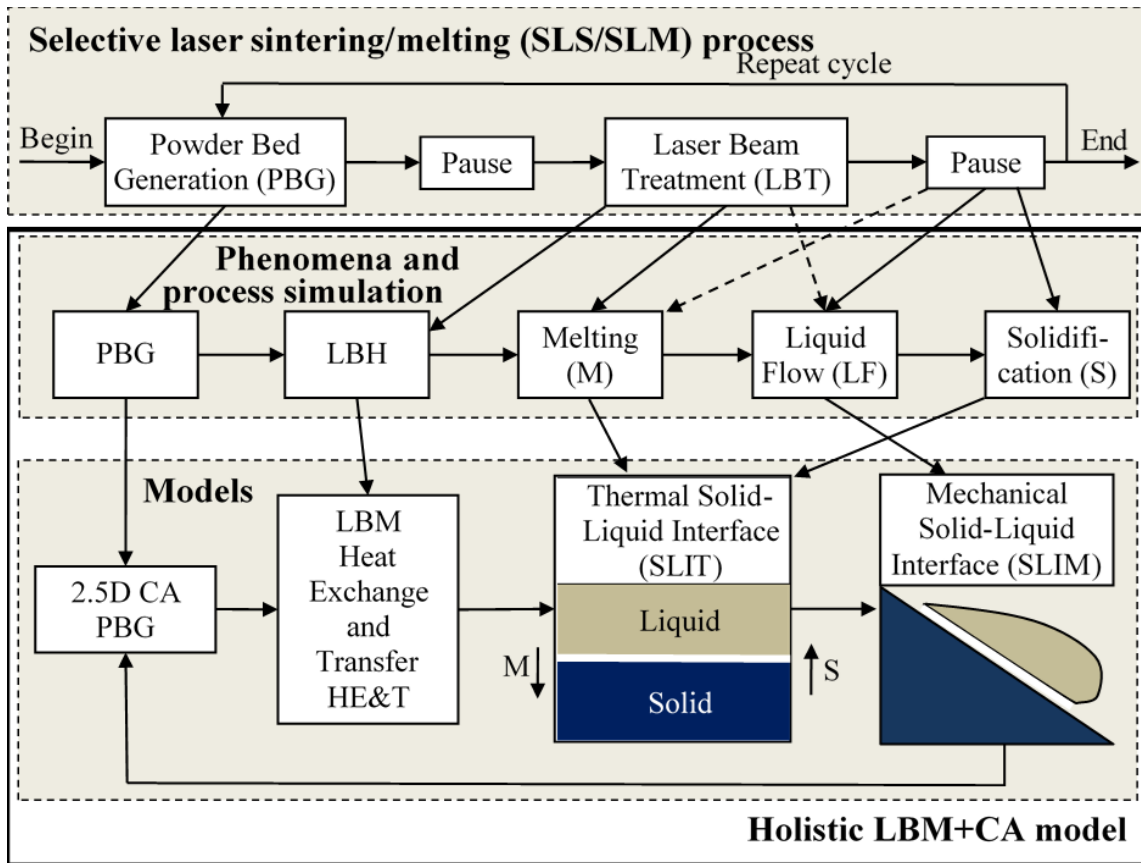 Selective laser sintering/melting (SLS/SLM) process
Repeat cycle
Begin
Powder Bed
Generation (PBG)
Pause
Laser Beam
Treatment (LBT)
Pause
End
Phenomena and
process simulation
PBG
LBH
Melting
(M)
Liquid
Flow (LF)
Solidifi-
cation (S)
Models
2.5D CA
PBG
LBM
Heat
Exchange
and
Transfer
HE&T
Thermal Solid-
Liquid Interface
(SLIT)
Liquid
M
S
Solid
Mechanical
Solid-Liquid
Interface (SLIM)
Holistic LBM+CA model